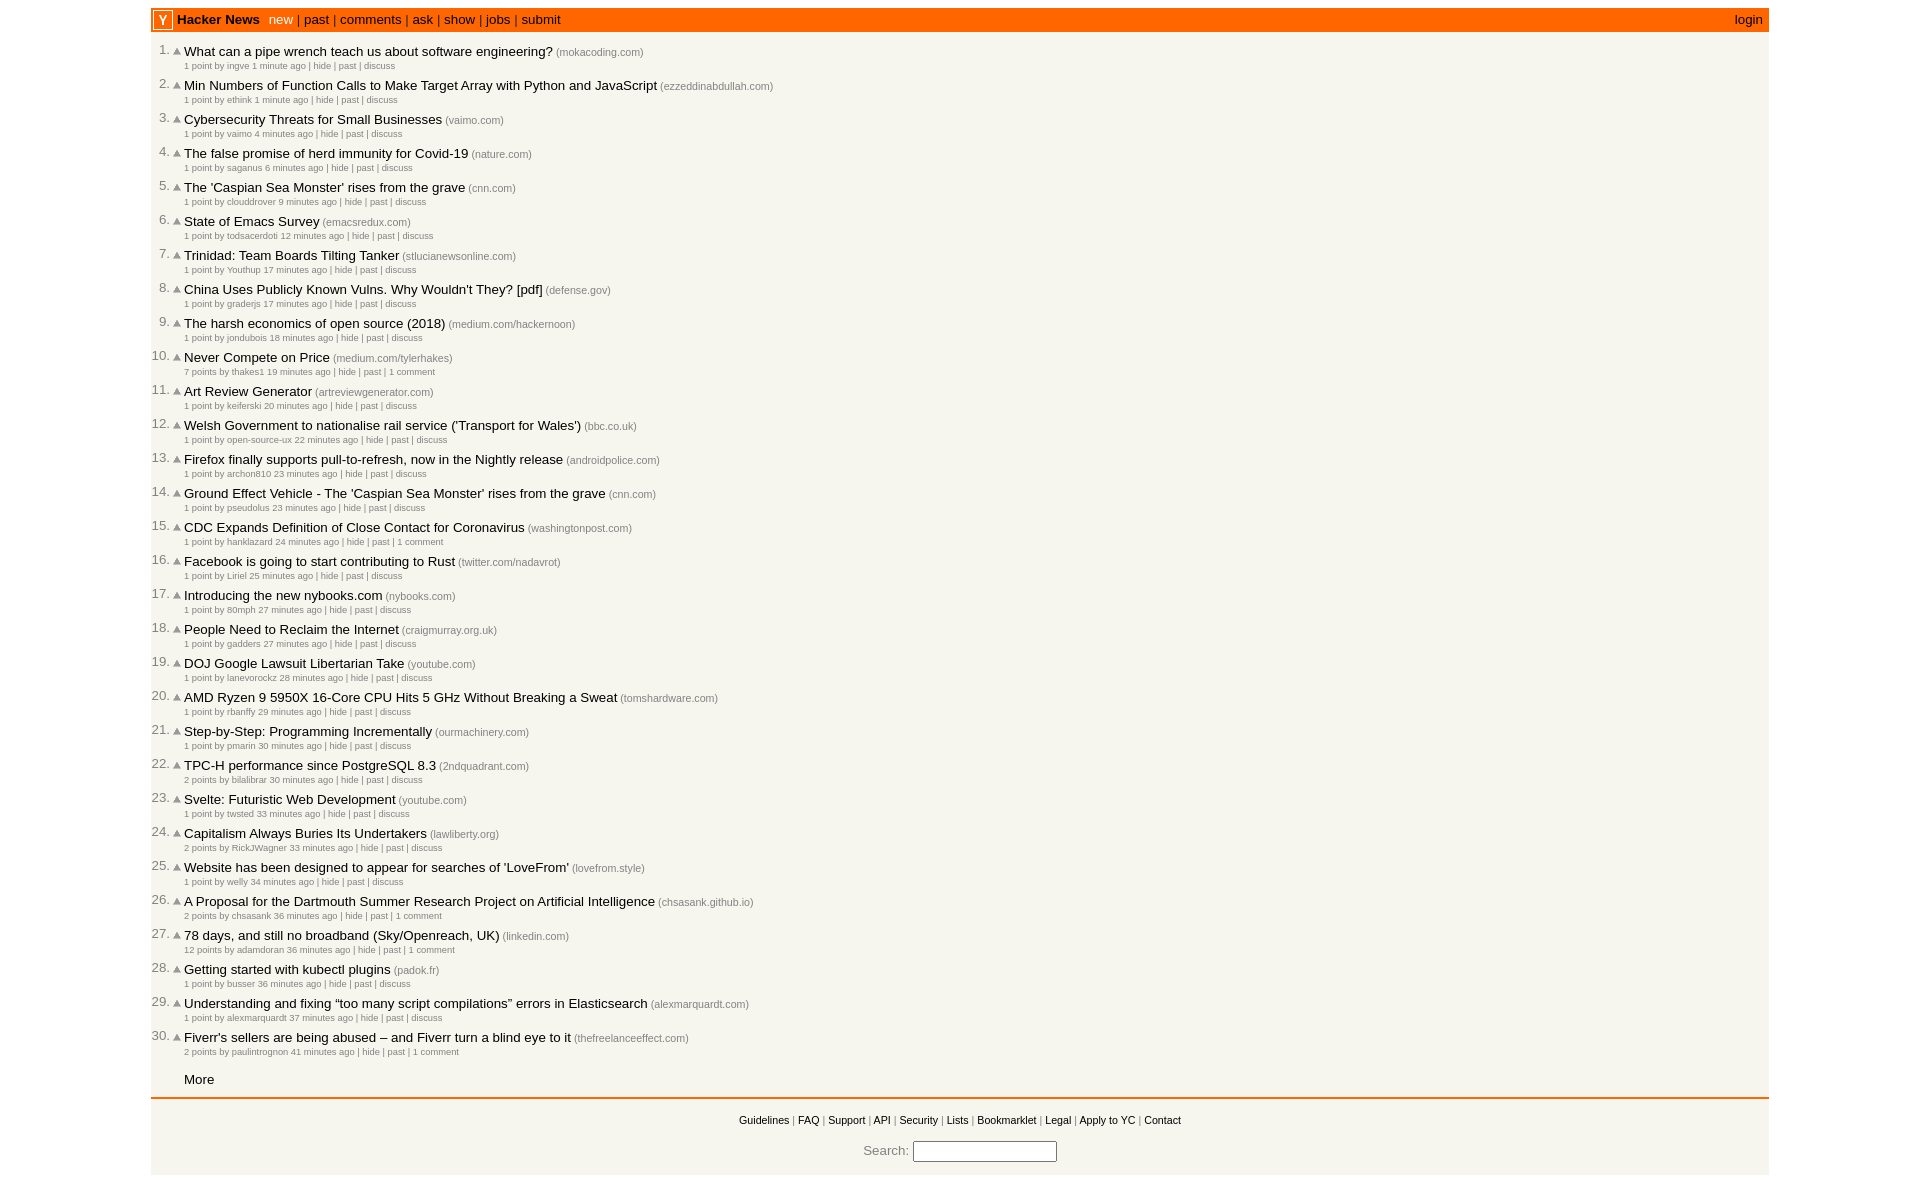 Y Hacker News new | past | comments | ask | show | jobs | submit login
1. What can a pipe wrench teach us about software engineering? (mokacoding.com)
1 point by ingve 1 minute ago | hide | past | discuss
2. Min Numbers of Function Calls to Make Target Array with Python and JavaScript (ezzeddinabdullah.com)
1 point by ethink 1 minute ago | hide | past | discuss
3. Cybersecurity Threats for Small Businesses (vaimo.com)
1 point by vaimo 4 minutes ago | hide | past | discuss
4. The false promise of herd immunity for Covid-19 (nature.com)
1 point by saganus 6 minutes ago | hide | past | discuss
5. The 'Caspian Sea Monster' rises from the grave (cnn.com)
1 point by clouddrover 9 minutes ago | hide | past | discuss
6. State of Emacs Survey (emacsredux.com)
1 point by todsacerdoti 12 minutes ago | hide | past | discuss
7. Trinidad: Team Boards Tilting Tanker (stlucianewsonline.com)
1 point by Youthup 17 minutes ago | hide | past | discuss
8. China Uses Publicly Known Vulns. Why Wouldn't They? [pdf] (defense.gov)
1 point by graderjs 17 minutes ago | hide | past | discuss
9. The harsh economics of open source (2018) (medium.com/hackernoon)
1 point by jondubois 18 minutes ago | hide | past | discuss
10. Never Compete on Price (medium.com/tylerhakes)
7 points by thakes1 19 minutes ago | hide | past | 1 comment
11. Art Review Generator (artreviewgenerator.com)
1 point by keiferski 20 minutes ago | hide | past | discuss
12. Welsh Government to nationalise rail service ('Transport for Wales') (bbc.co.uk)
1 point by open-source-ux 22 minutes ago | hide | past | discuss
13. Firefox finally supports pull-to-refresh, now in the Nightly release (androidpolice.com)
1 point by archon810 23 minutes ago | hide | past | discuss
14. Ground Effect Vehicle - The 'Caspian Sea Monster' rises from the grave (cnn.com)
1 point by pseudolus 23 minutes ago | hide | past | discuss
15. CDC Expands Definition of Close Contact for Coronavirus (washingtonpost.com)
1 point by hanklazard 24 minutes ago | hide | past | 1 comment
16. Facebook is going to start contributing to Rust (twitter.com/nadavrot)
1 point by Liriel 25 minutes ago | hide | past | discuss
17. Introducing the new nybooks.com (nybooks.com)
1 point by 80mph 27 minutes ago | hide | past | discuss
18. People Need to Reclaim the Internet (craigmurray.org.uk)
1 point by gadders 27 minutes ago | hide | past | discuss
19. DOJ Google Lawsuit Libertarian Take (youtube.com)
1 point by lanevorockz 28 minutes ago | hide | past | discuss
20. AMD Ryzen 9 5950X 16-Core CPU Hits 5 GHz Without Breaking a Sweat (tomshardware.com)
1 point by rbanffy 29 minutes ago | hide | past | discuss
21. Step-by-Step: Programming Incrementally (ourmachinery.com)
1 point by pmarin 30 minutes ago | hide | past | discuss
22. TPC-H performance since PostgreSQL 8.3 (2ndquadrant.com)
2 points by bilalibrar 30 minutes ago | hide | past | discuss
23. Svelte: Futuristic Web Development (youtube.com)
1 point by twsted 33 minutes ago | hide | past | discuss
24. Capitalism Always Buries Its Undertakers (lawliberty.org)
2 points by RickJWagner 33 minutes ago | hide | past | discuss
25. Website has been designed to appear for searches of 'LoveFrom' (lovefrom.style)
1 point by welly 34 minutes ago | hide | past | discuss
26. A Proposal for the Dartmouth Summer Research Project on Artificial Intelligence (chsasank.github.io)
2 points by chsasank 36 minutes ago | hide | past | 1 comment
27. 78 days, and still no broadband (Sky/Openreach, UK) (linkedin.com)
12 points by adamdoran 36 minutes ago | hide | past | 1 comment
28. Getting started with kubectl plugins (padok.fr)
1 point by busser 36 minutes ago | hide | past | discuss
29. Understanding and fixing “too many script compilations” errors in Elasticsearch (alexmarquardt.com)
1 point by alexmarquardt 37 minutes ago | hide | past | discuss
30. Fiverr's sellers are being abused – and Fiverr turn a blind eye to it (thefreelanceeffect.com)
2 points by paulintrognon 41 minutes ago | hide | past | 1 comment
More
Guidelines | FAQ | Support | API | Security | Lists | Bookmarklet | Legal | Apply to YC | Contact
Search: